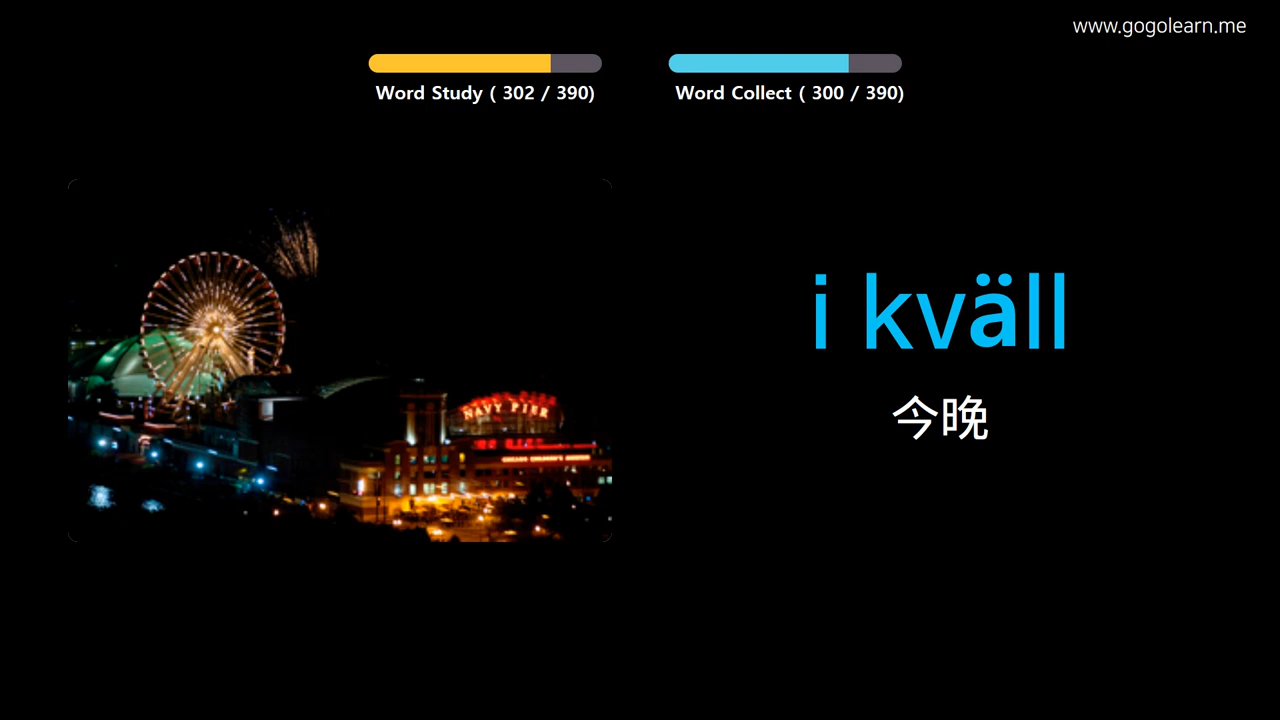 www.gogolearn.me
Word Study ( 302 / 390)
Word Collect ( 300 / 390)
i kväll
今晚
NAVY PIER